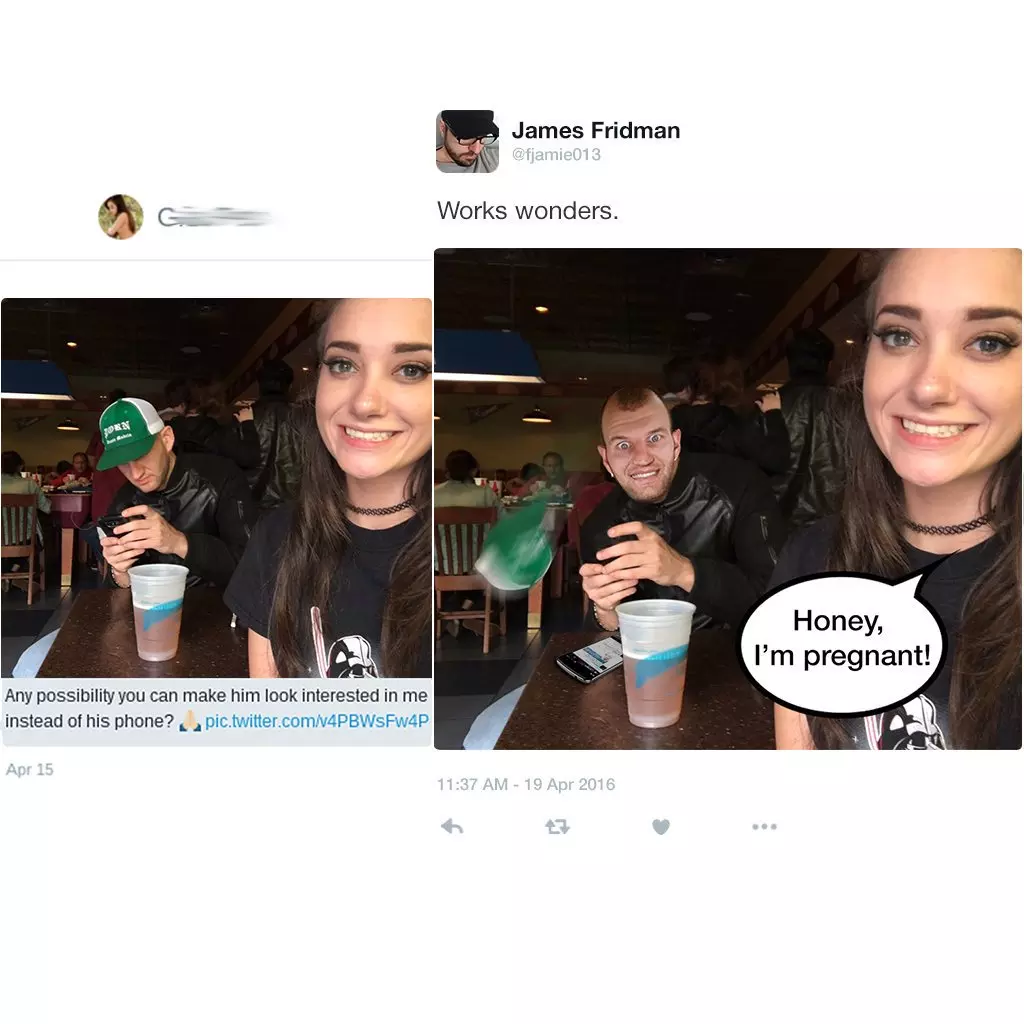 Any possibility you can make him look interested in me
instead of his phone? 🙏 pic.twitter.com/v4PBWsFw4P
Apr 15
James Fridman
@fjamie013
Works wonders.
Honey,
I'm pregnant!
11:37 AM - 19 Apr 2016